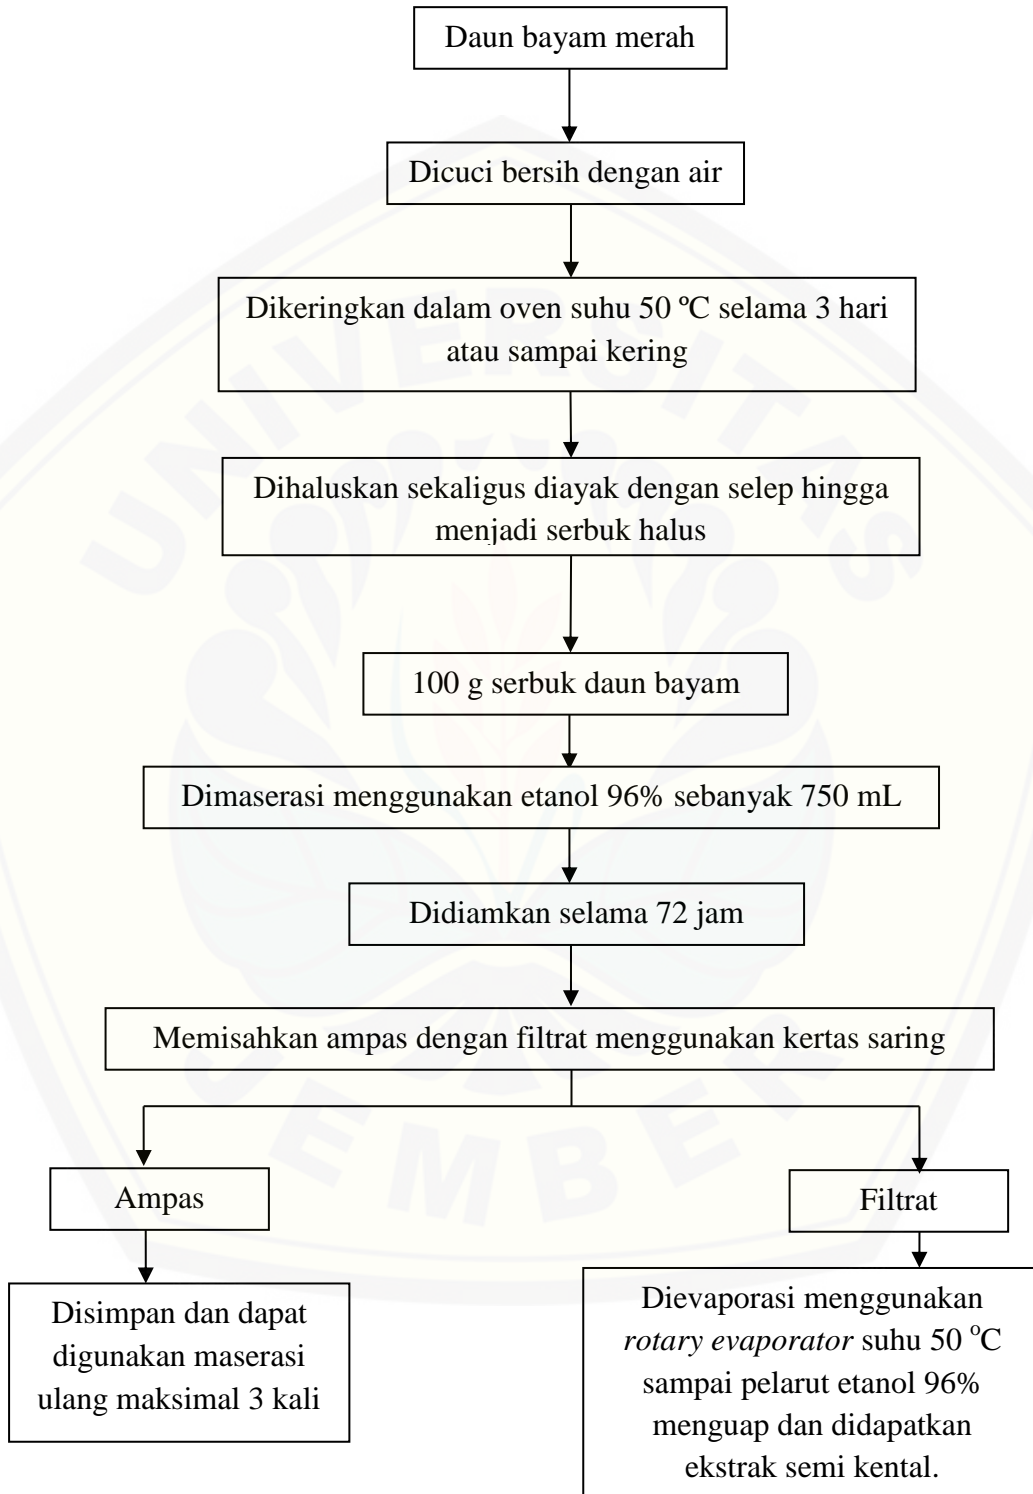 Daun bayam merah
Dicuci bersih dengan air
Dikeringkan dalam oven suhu 50 ºC selama 3 hari
atau sampai kering
Dihaluskan sekaligus diayak dengan selep hingga
menjadi serbuk halus
100 g serbuk daun bayam
Dimaserasi menggunakan etanol 96% sebanyak 750 mL
Didiamkan selama 72 jam
Memisahkan ampas dengan filtrat menggunakan kertas saring
Ampas
Filtrat
Disimpan dan dapat
digunakan maserasi
ulang maksimal 3 kali
Dievaporasi menggunakan
rotary evaporator suhu 50 °C
sampai pelarut etanol 96%
menguap dan didapatkan
ekstrak semi kental.
UNIVERSITAS
JEMBER